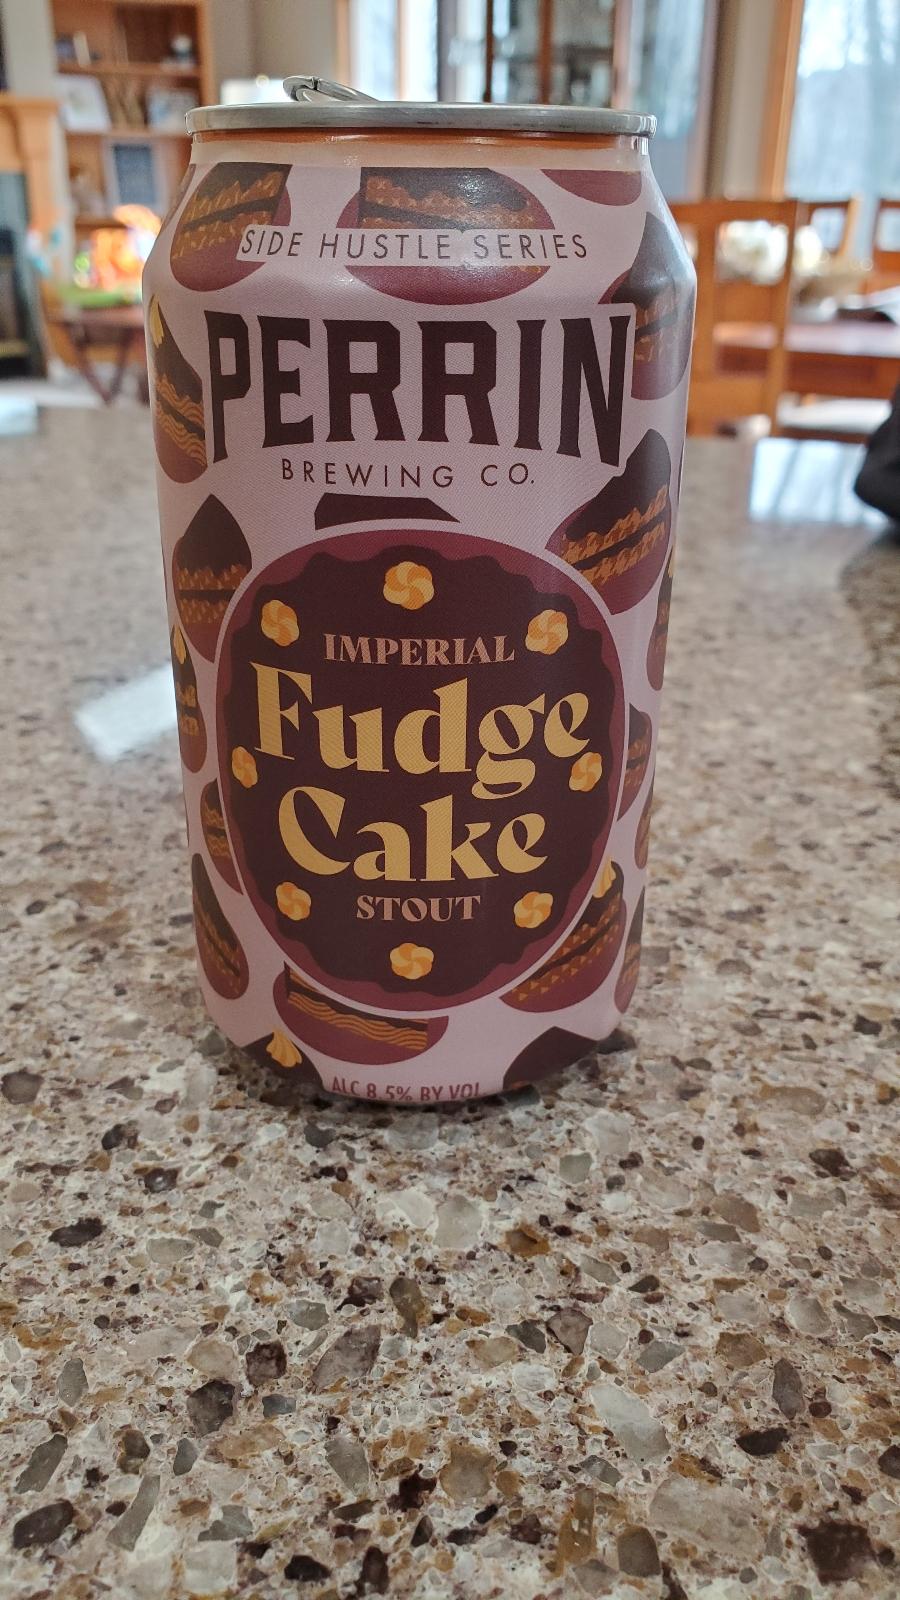 SIDE HUSTLE SERIES
PERRIN
BREWING CO.
IMPERIAL
Fudge
Cake
STOUT
ALC 8.5% BY VOL